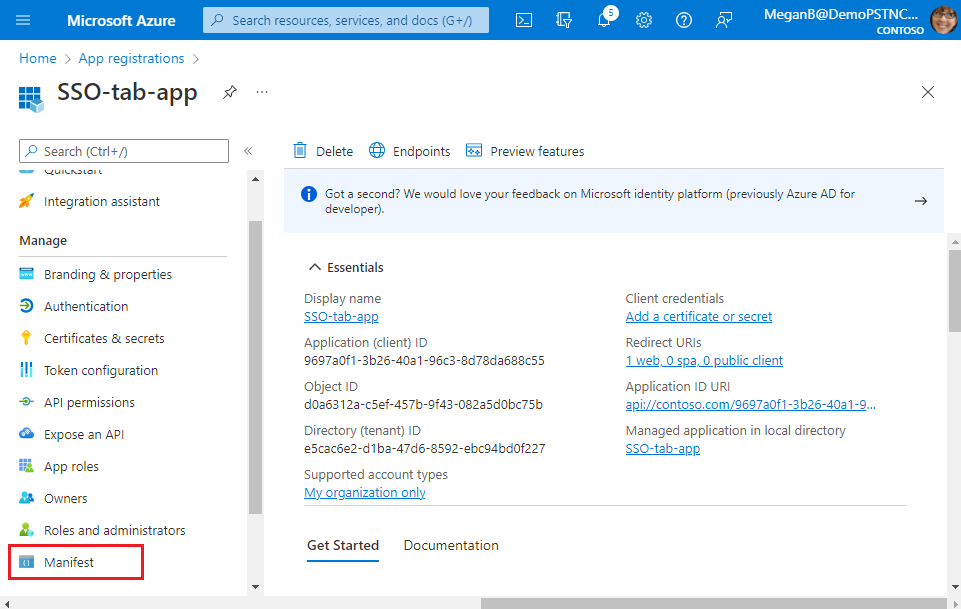 Microsoft Azure
Search resources, services, and docs (G+/)
5
MeganB@DemoPSTNC...
CONTOSO
Home > App registrations >
SSO-tab-app
...
Search (Ctrl+/)
«
Quickstart
Integration assistant
Manage
Branding & properties
Authentication
Certificates & secrets
Token configuration
API permissions
Expose an API
App roles
Owners
Roles and administrators
Manifest
Delete
Endpoints
Preview features
Got a second? We would love your feedback on Microsoft identity platform (previously Azure AD for
developer).
Essentials
Display name
SSO-tab-app
Application (client) ID
9697a0f1-3b26-40a1-96c3-8d78da688c55
Object ID
d0a6312a-c5ef-457b-9f43-082a5d0bc75b
Directory (tenant) ID
e5cac6e2-d1ba-47d6-8592-ebc94bd0f227
Supported account types
My organization only
Client credentials
Add a certificate or secret
Redirect URIs
1 web, 0 spa, 0 public client
Application ID URI
api://contoso.com/9697a0f1-3b26-40a1-9...
Managed application in local directory
SSO-tab-app
Get Started
Documentation